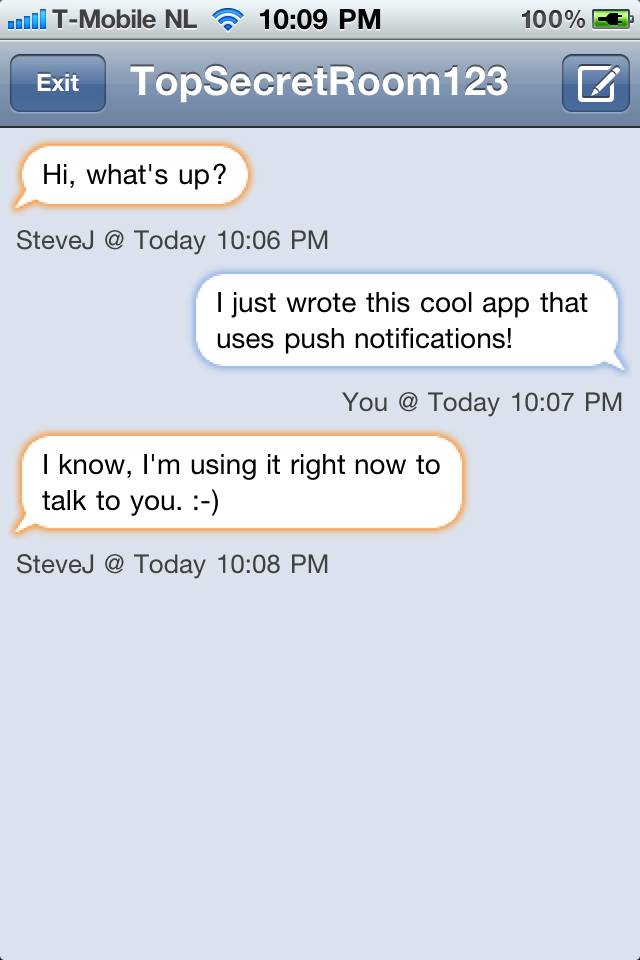 T-Mobile NL 10:09 PM 100%
Exit TopSecretRoom123
Hi, what's up?
SteveJ @ Today 10:06 PM
I just wrote this cool app that
uses push notifications!
You @ Today 10:07 PM
I know, I'm using it right now to
talk to you. :-)
SteveJ @ Today 10:08 PM